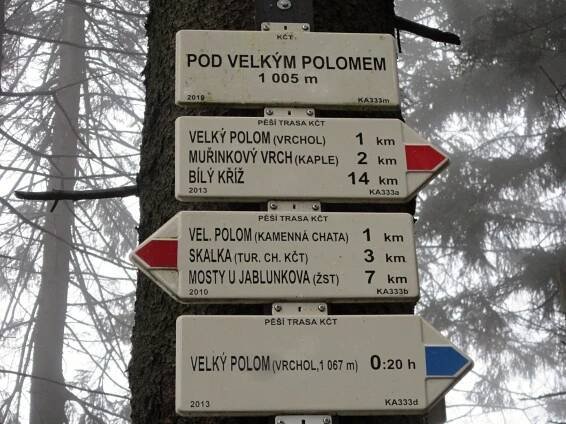 KČT
POD VELKÝM POLOMEM
1 005 m
2010 KA333m
PĚŠÍ TRASA KČT
VELKÝ POLOM (VRCHOL) 1 km
MUŘINKOVÝ VRCH (KAPLE) 2 km
BÍLÝ KŘÍŽ 14 km
2013 KA333a
PĚŠÍ TRASA KČT
VEL. POLOM (KAMENNÁ CHATA) 1 km
SKALKA (TUR. CH. KČT) 3 km
MOSTY U JABLUNKOVA (ŽST) 7 km
2010 KA333b
PĚŠÍ TRASA KČT
VELKÝ POLOM (VRCHOL, 1 067 m) 0:20 h
2013 KA333d